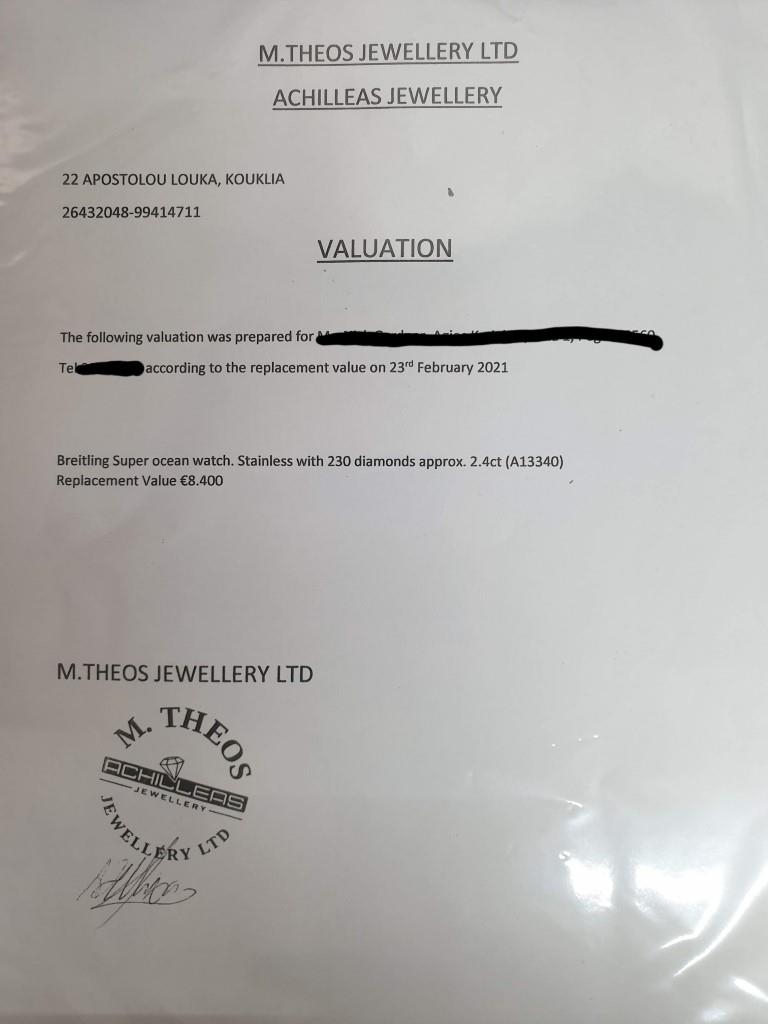 M.THEOS JEWELLERY LTD
ACHILLEAS JEWELLERY
22 APOSTOLOU LOUKA, KOUKLIA
26432048-99414711
VALUATION
The following valuation was prepared for
Tel according to the replacement value on 23rd February 2021
Breitling Super ocean watch. Stainless with 230 diamonds approx. 2.4ct (A13340)
Replacement Value €8.400
M.THEOS JEWELLERY LTD
M. THEOS
ACHILLEAS
JEWELLERY
JEWELLERY LTD